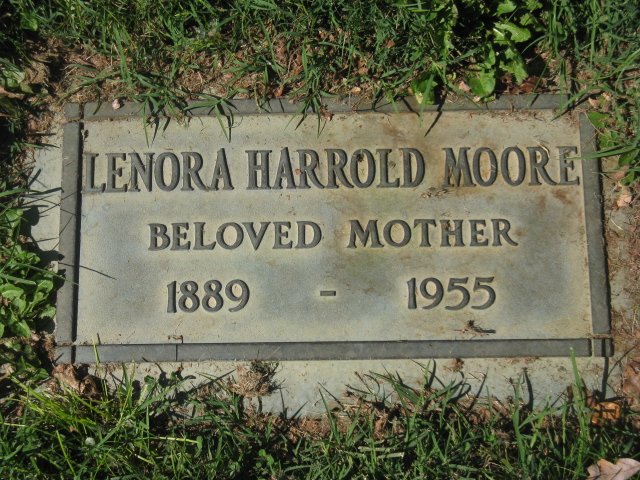 LENORA HARROLD MOORE
BELOVED MOTHER
1889 - 1955